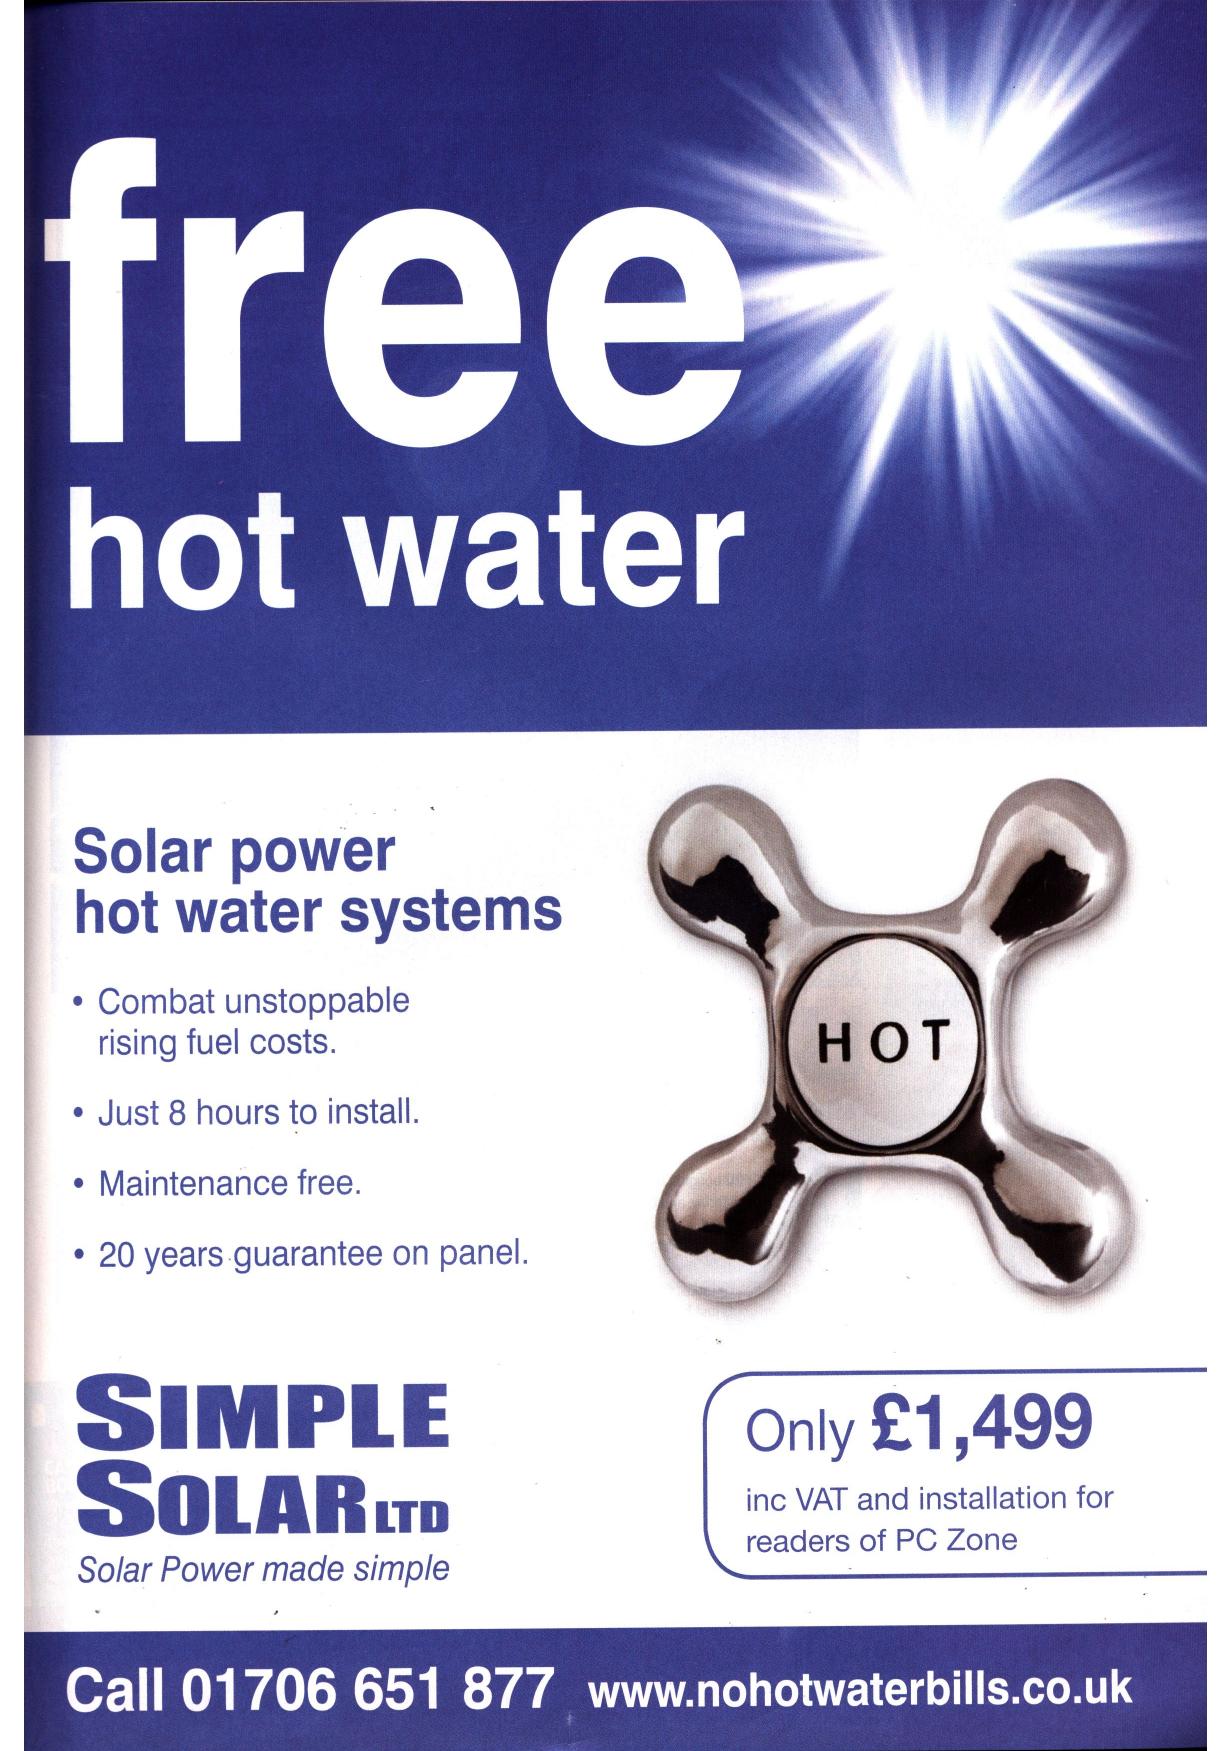 free
hot water
Solar power
hot water systems
• Combat unstoppable
rising fuel costs.
• Just 8 hours to install.
• Maintenance free.
• 20 years guarantee on panel.
HOT
SIMPLE
SOLAR LTD
Solar Power made simple
Only £1,499
inc VAT and installation for
readers of PC Zone
Call 01706 651 877 www.nohotwaterbills.co.uk